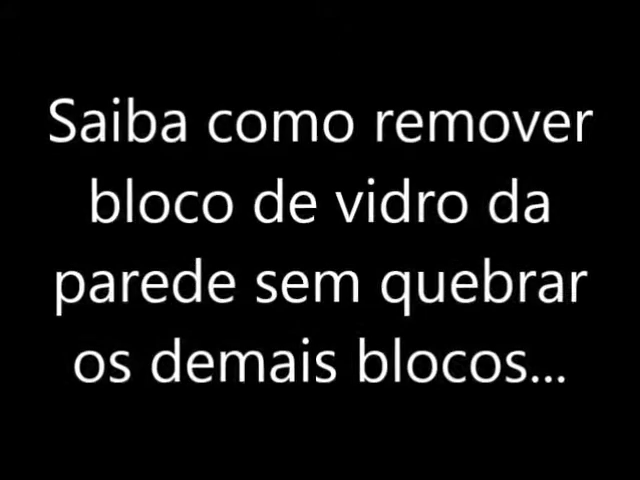 Saiba como remover
bloco de vidro da
parede sem quebrar
os demais blocos...